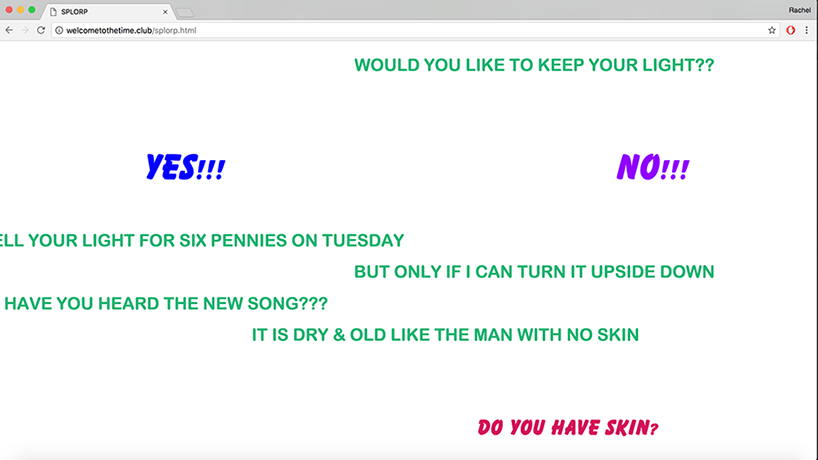 SPLORP
Rachel
welcometothetime.club/splorp.html
WOULD YOU LIKE TO KEEP YOUR LIGHT??
YES!!! NO!!!
ELL YOUR LIGHT FOR SIX PENNIES ON TUESDAY
BUT ONLY IF I CAN TURN IT UPSIDE DOWN
HAVE YOU HEARD THE NEW SONG???
IT IS DRY & OLD LIKE THE MAN WITH NO SKIN
DO YOU HAVE SKIN?